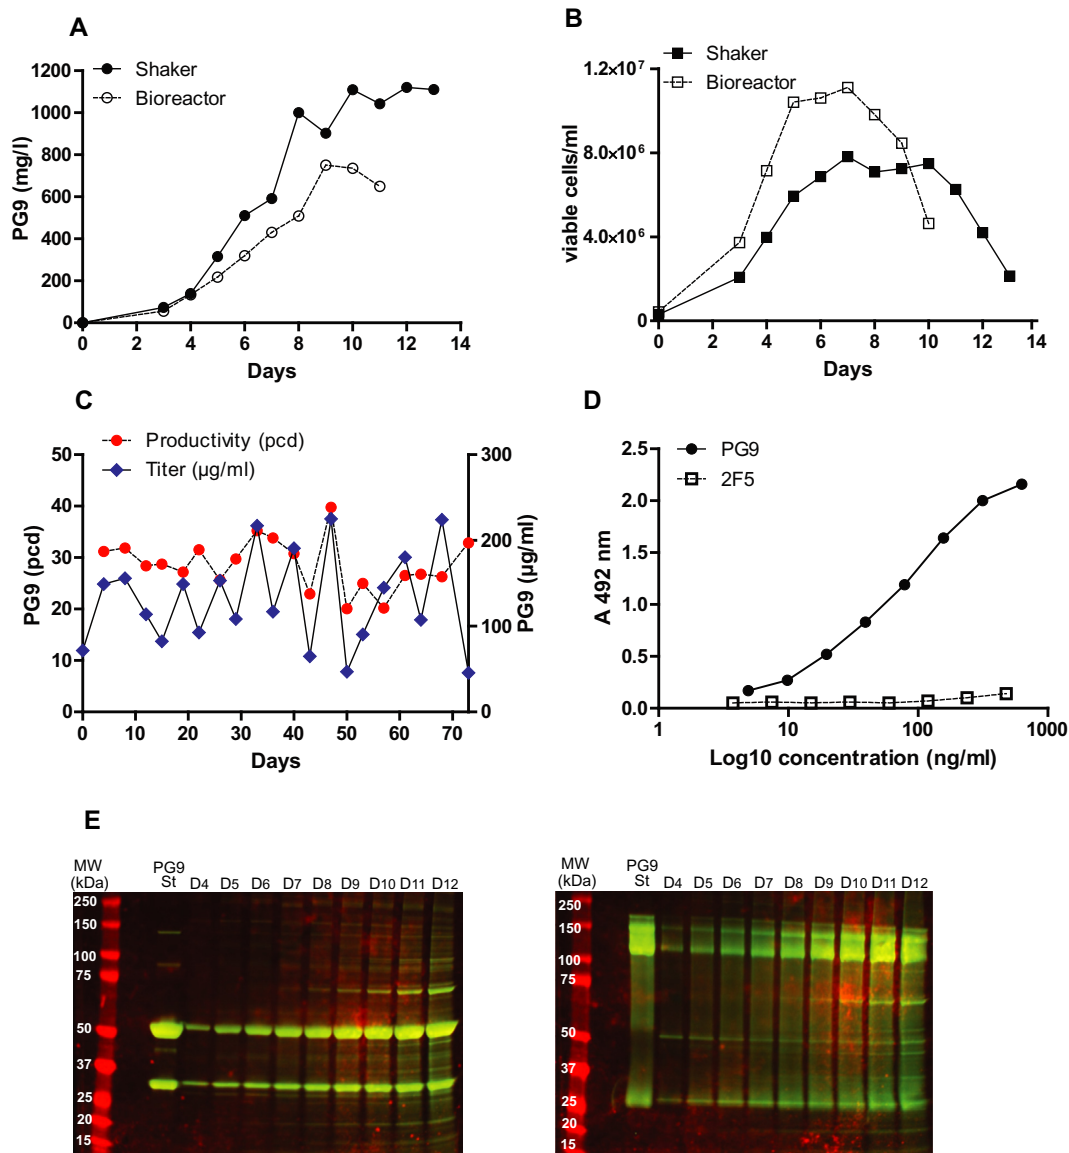 A
Shaker
Bioreactor
1200
1000
800
600
400
200
0
PG9 (mg/l)
0 2 4 6 8 10 12 14
Days
B
Shaker
Bioreactor
1.2×10⁷
8.0×10⁶
4.0×10⁶
0
viable cells/ml
0 2 4 6 8 10 12 14
Days
C
Productivity (pcd)
Titer (µg/ml)
50
40
30
20
10
0
PG9 (pcd)
300
200
100
0
PG9 (µg/ml)
0 10 20 30 40 50 60 70
Days
D
PG9
2F5
2.5
2.0
1.5
1.0
0.5
0.0
A 492 nm
1 10 100 1000
Log10 concentration (ng/ml)
E
MW
(kDa)
PG9
St
D4 D5 D6 D7 D8 D9 D10 D11 D12
250
150
100
75
50
37
25
20
15
MW
(kDa)
PG9
St
D4 D5 D6 D7 D8 D9 D10 D11 D12
250
150
100
75
50
37
25
20
15